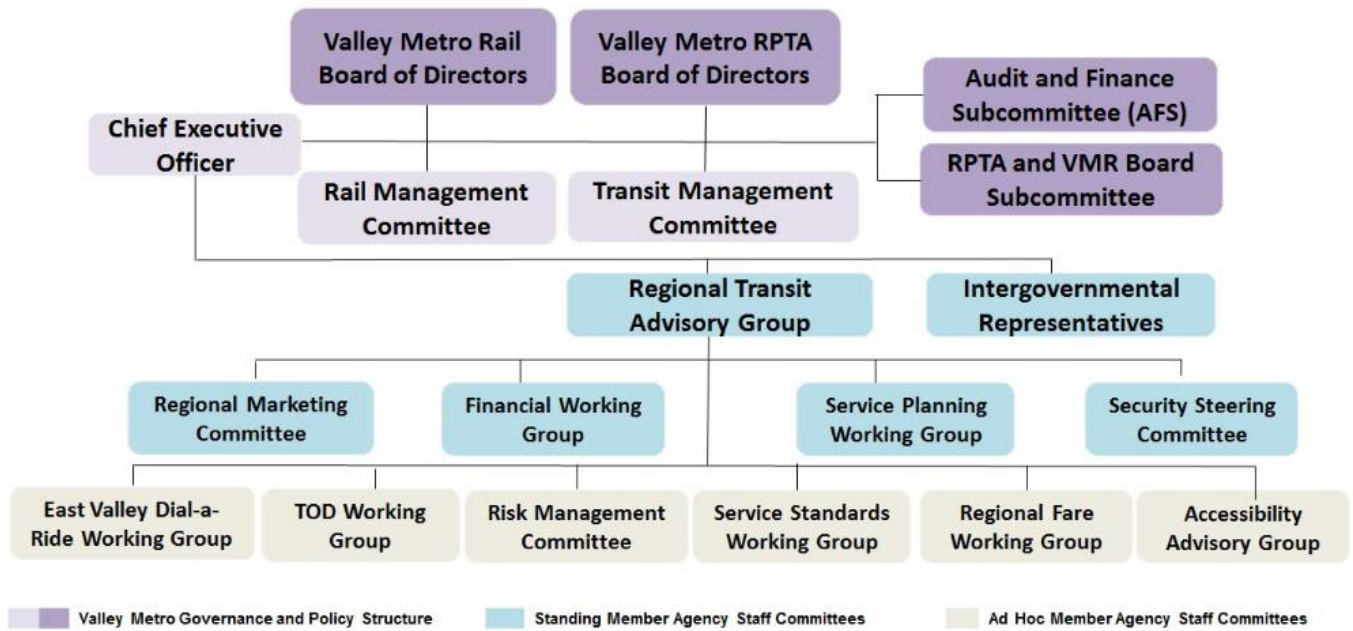 Valley Metro Rail
Board of Directors
Valley Metro RPTA
Board of Directors
Audit and Finance
Subcommittee (AFS)
Chief Executive
Officer
RPTA and VMR Board
Subcommittee
Rail Management
Committee
Transit Management
Committee
Regional Transit
Advisory Group
Intergovernmental
Representatives
Regional Marketing
Committee
Financial Working
Group
Service Planning
Working Group
Security Steering
Committee
East Valley Dial-a-
Ride Working Group
TOD Working
Group
Risk Management
Committee
Service Standards
Working Group
Regional Fare
Working Group
Accessibility
Advisory Group
Valley Metro Governance and Policy Structure
Standing Member Agency Staff Committees
Ad Hoc Member Agency Staff Committees